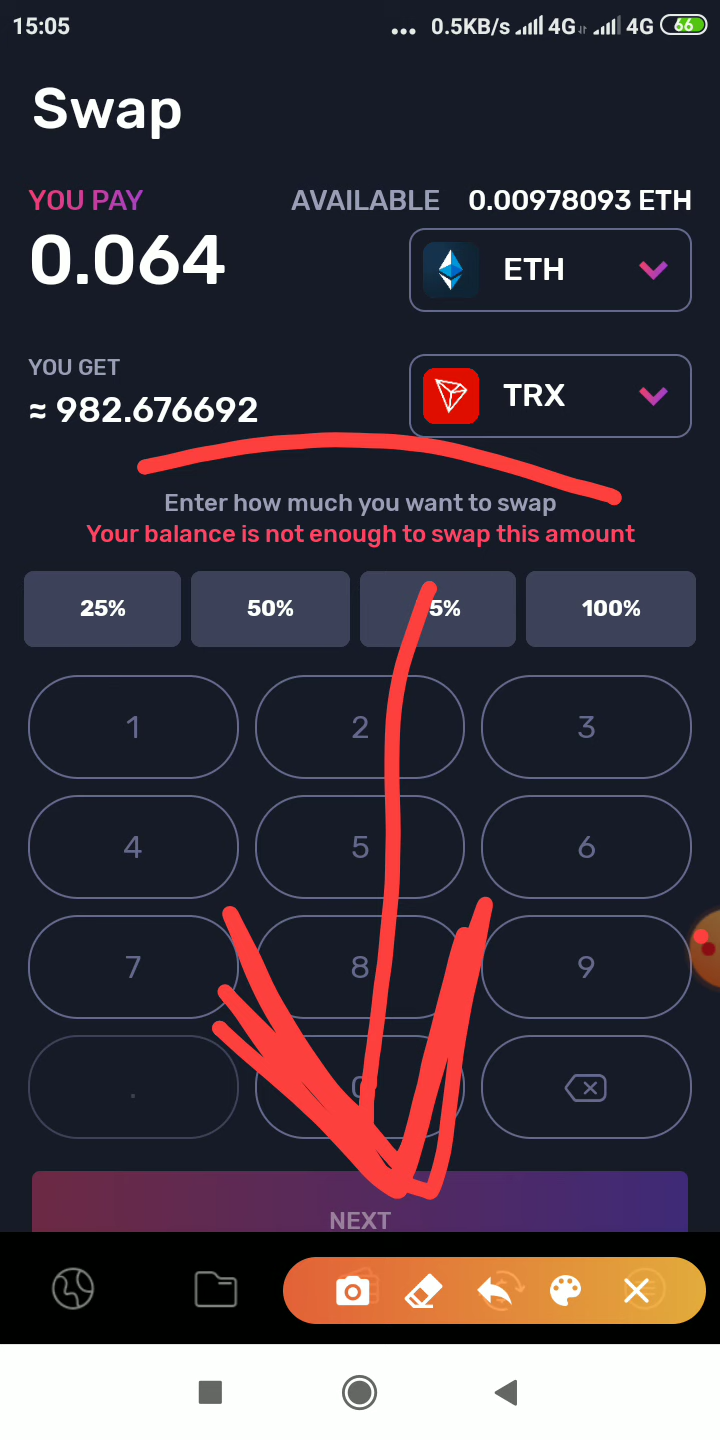 15:05 ... 0.5KB/s 4G 4G 66
Swap
YOU PAY AVAILABLE 0.00978093 ETH
0.064 ETH
YOU GET
≈ 982.676692 TRX
Enter how much you want to swap
Your balance is not enough to swap this amount
25% 50% 5% 100%
1 2 3
4 5 6
7 8 9
. 0
NEXT